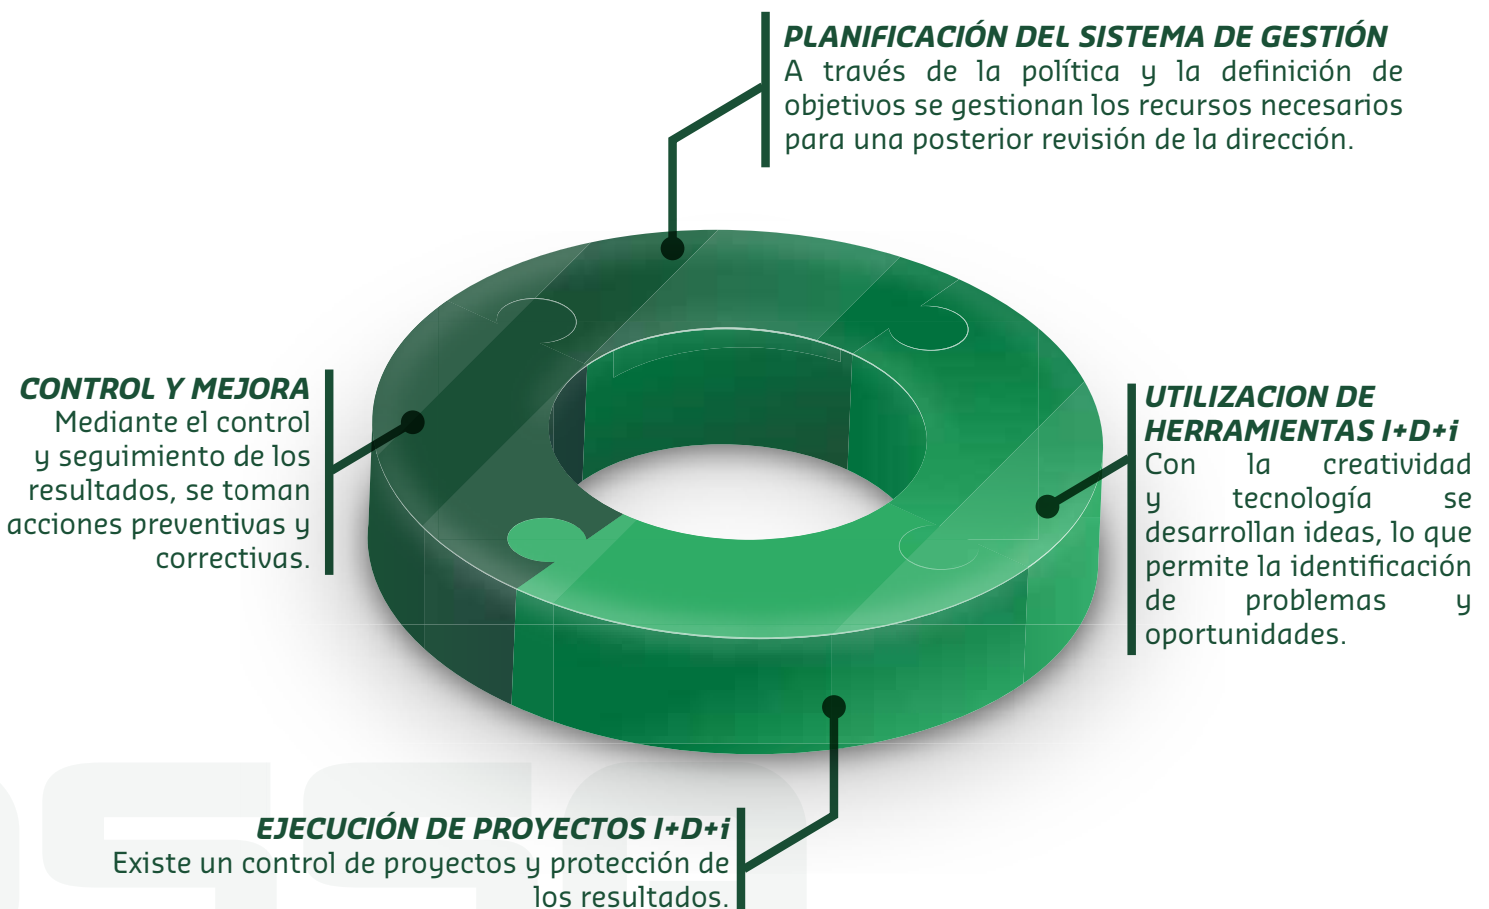 PLANIFICACIÓN DEL SISTEMA DE GESTIÓN
A través de la política y la definición de
objetivos se gestionan los recursos necesarios
para una posterior revisión de la dirección.
CONTROL Y MEJORA
Mediante el control
y seguimiento de los
resultados, se toman
acciones preventivas y
correctivas.
UTILIZACION DE
HERRAMIENTAS I+D+i
Con la creatividad
y tecnología se
desarrollan ideas, lo que
permite la identificación
de problemas y
oportunidades.
EJECUCIÓN DE PROYECTOS I+D+i
Existe un control de proyectos y protección de
los resultados.